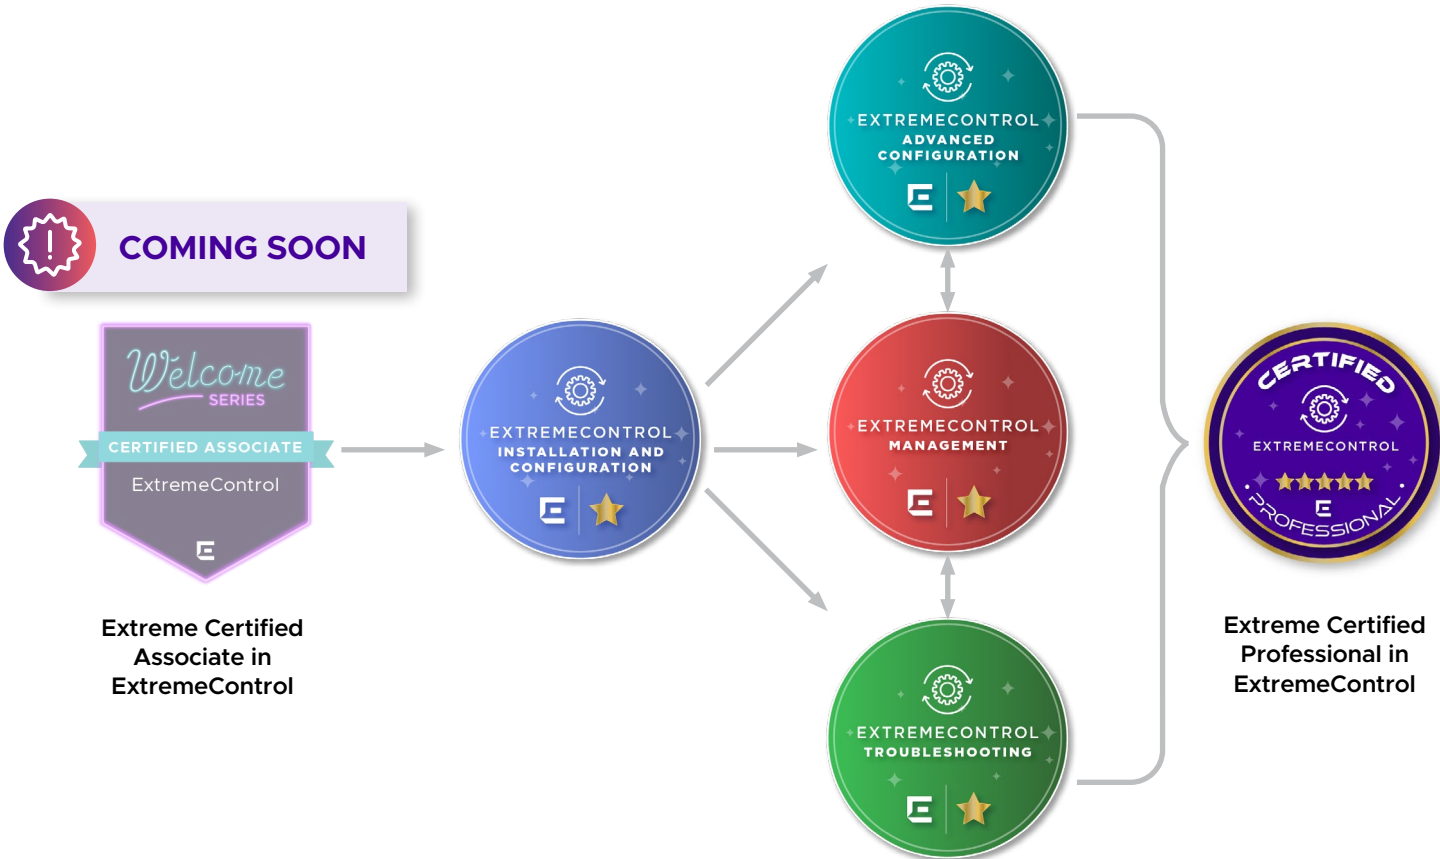 COMING SOON
Welcome
SERIES
CERTIFIED ASSOCIATE
ExtremeControl
Extreme Certified
Associate in
ExtremeControl
EXTREMECONTROL
INSTALLATION AND
CONFIGURATION
EXTREMECONTROL
ADVANCED
CONFIGURATION
EXTREMECONTROL
MANAGEMENT
EXTREMECONTROL
TROUBLESHOOTING
CERTIFIED
EXTREMECONTROL
PROFESSIONAL
Extreme Certified
Professional in
ExtremeControl